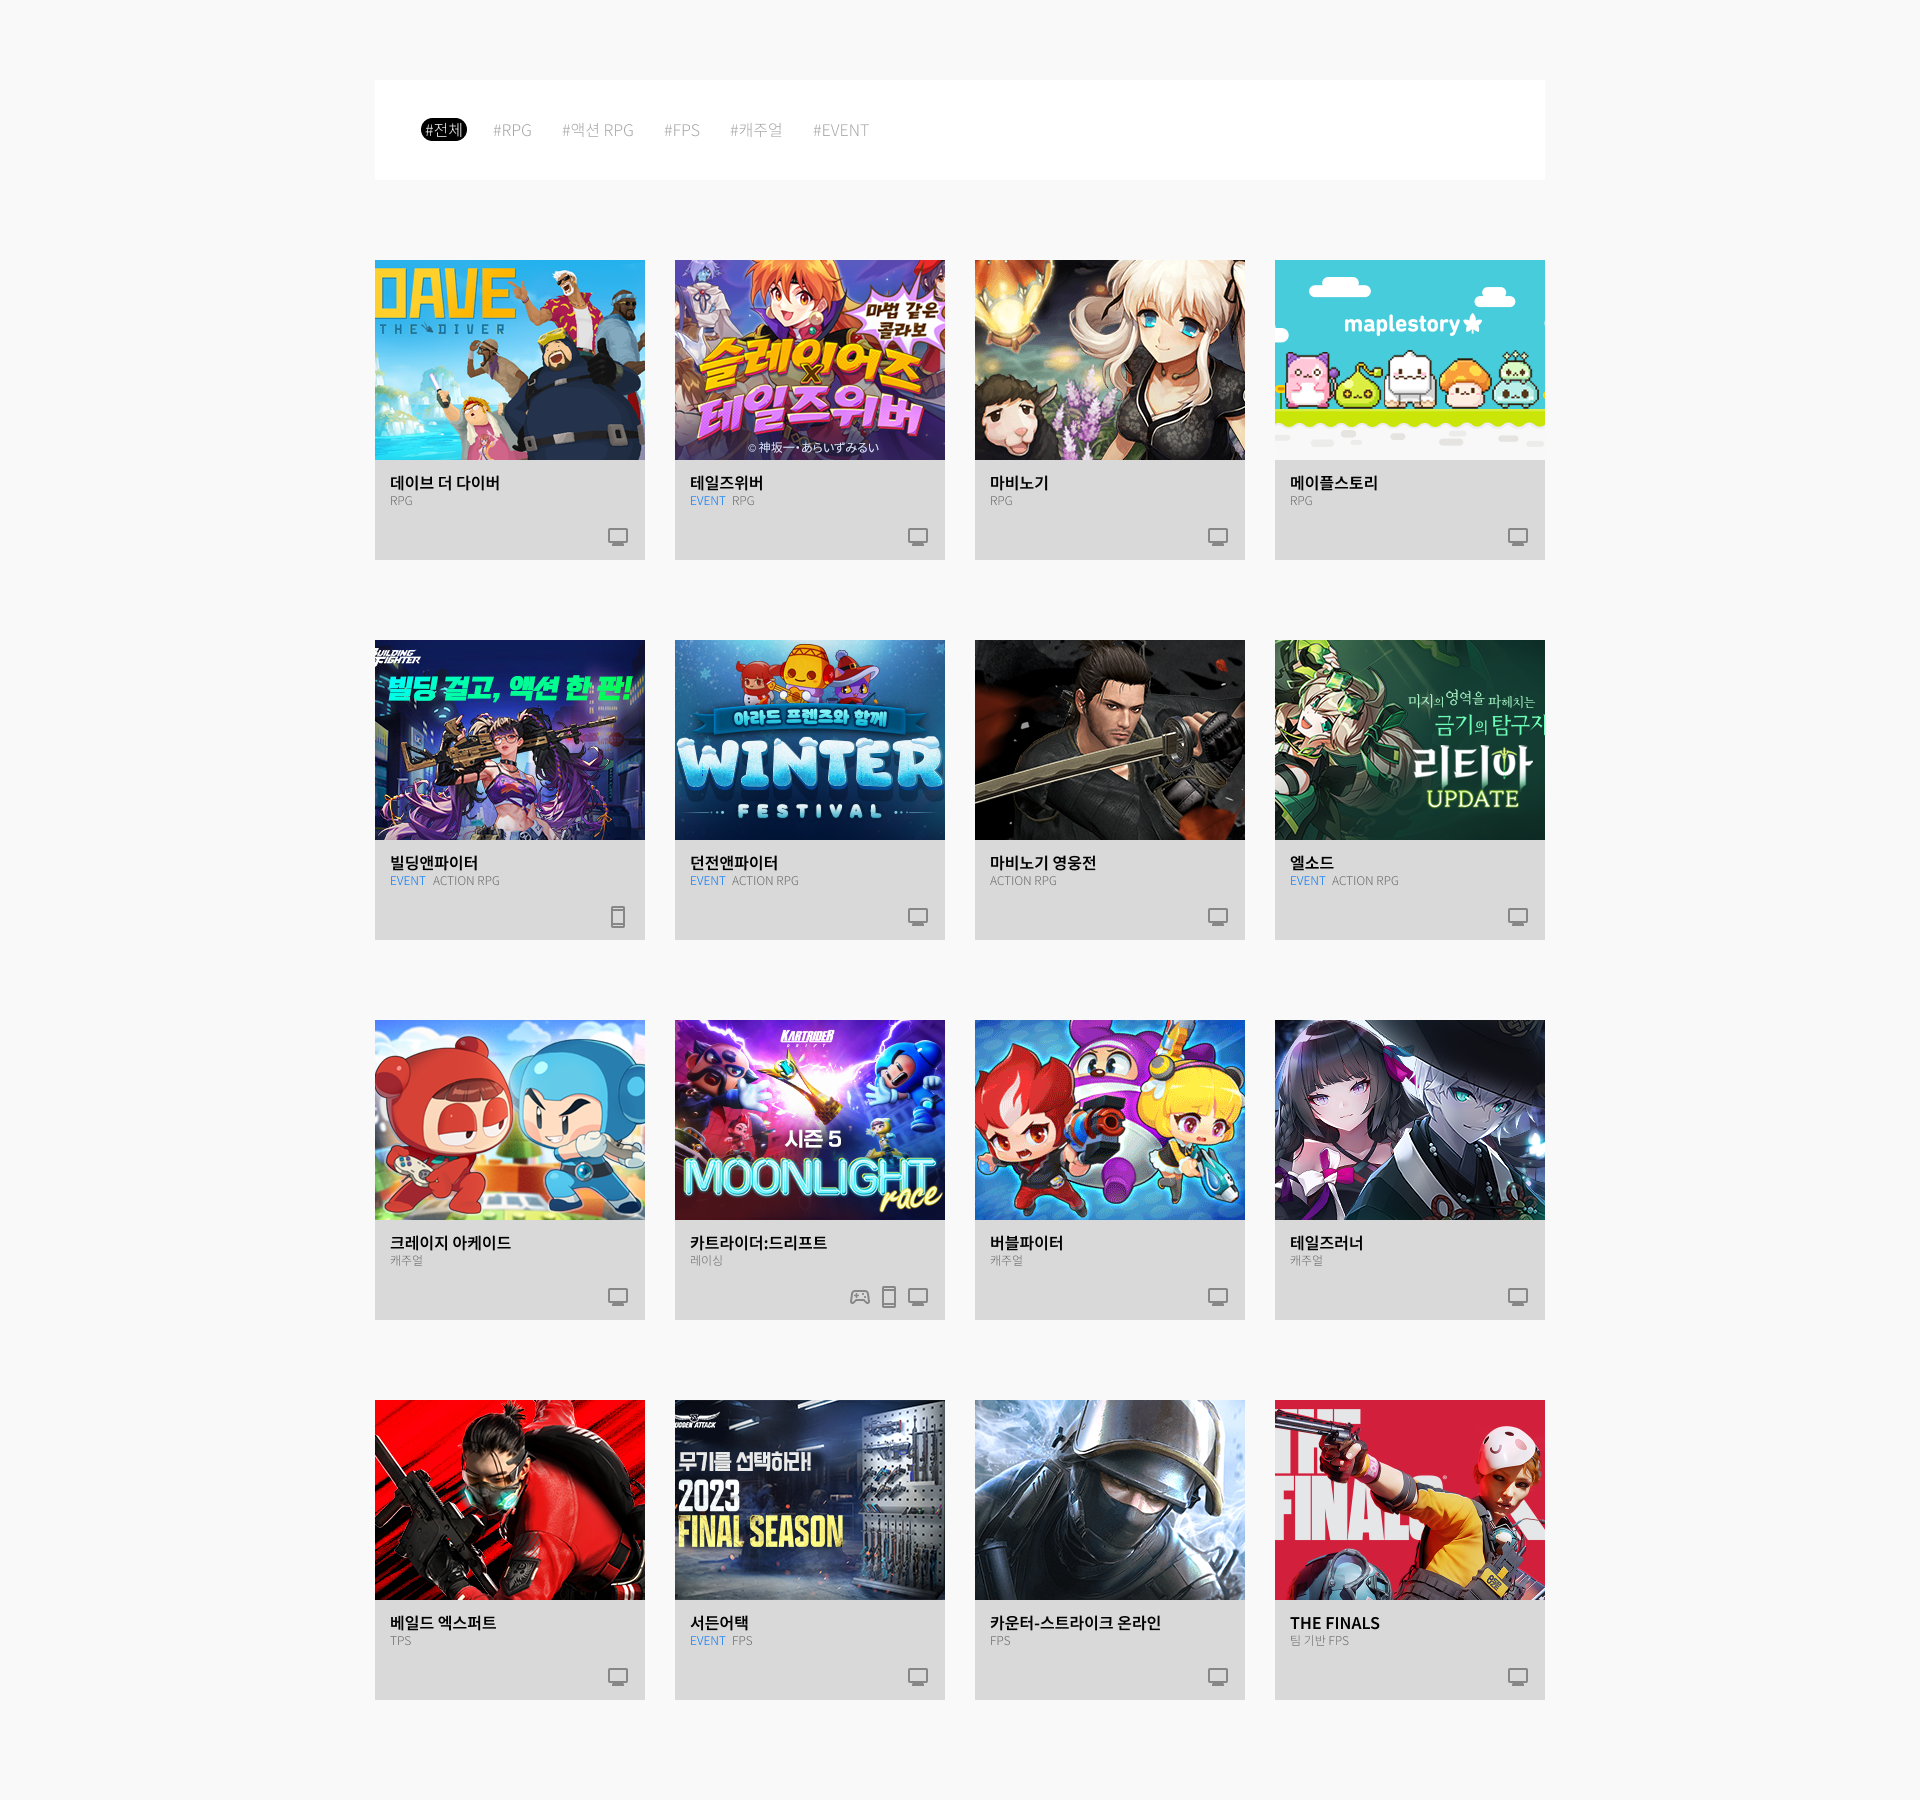 #전체 #RPG #액션 RPG #FPS #캐주얼 #EVENT
DAVE
THE DIVER
데이브 더 다이버
RPG
마법 같은
콜라보
슬레이어즈
X
테일즈위버
© 神坂一・あらいずみるい
테일즈위버
EVENT RPG
마비노기
RPG
maplestory
메이플스토리
RPG
BUILDING
FIGHTER
빌딩 걸고, 액션 한 판!
빌딩앤파이터
EVENT ACTION RPG
아라드 프렌즈와 함께
WINTER
FESTIVAL
던전앤파이터
EVENT ACTION RPG
마비노기 영웅전
ACTION RPG
미지의 영역을 파헤치는
금기의 탐구자
리티아
UPDATE
엘소드
EVENT ACTION RPG
크레이지 아케이드
캐주얼
KARTRIDER
DRIFT
시즌 5
MOONLIGHT
race
카트라이더:드리프트
레이싱
버블파이터
캐주얼
테일즈러너
캐주얼
베일드 엑스퍼트
TPS
SUDDEN ATTACK
무기를 선택하라!
2023
FINAL SEASON
서든어택
EVENT FPS
카운터-스트라이크 온라인
FPS
THE
FINALS
THE FINALS
팀 기반 FPS